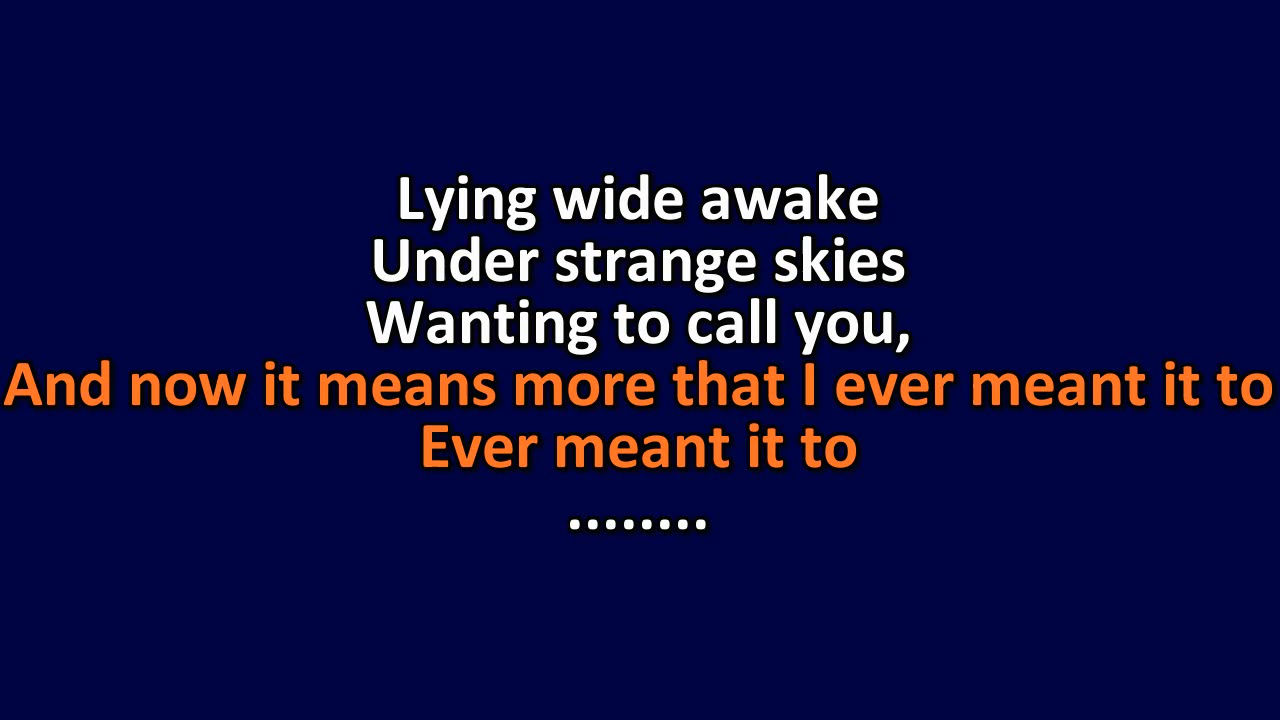 Lying wide awake
Under strange skies
Wanting to call you,
And now it means more that I ever meant it to
Ever meant it to
........